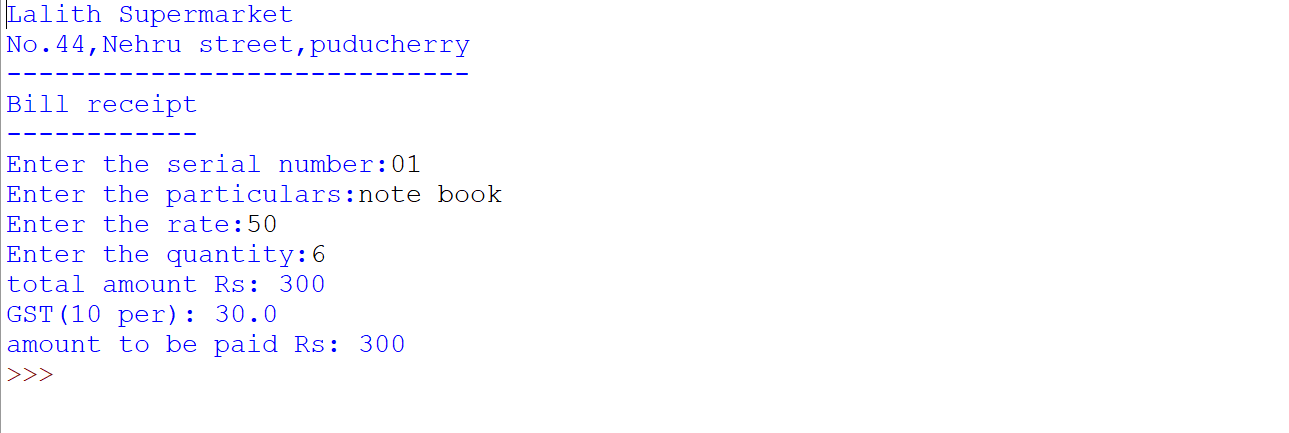 Lalith Supermarket
No.44,Nehru street,puducherry
-----------------------------
Bill receipt
------------
Enter the serial number:01
Enter the particulars:note book
Enter the rate:50
Enter the quantity:6
total amount Rs: 300
GST(10 per): 30.0
amount to be paid Rs: 300
>>>